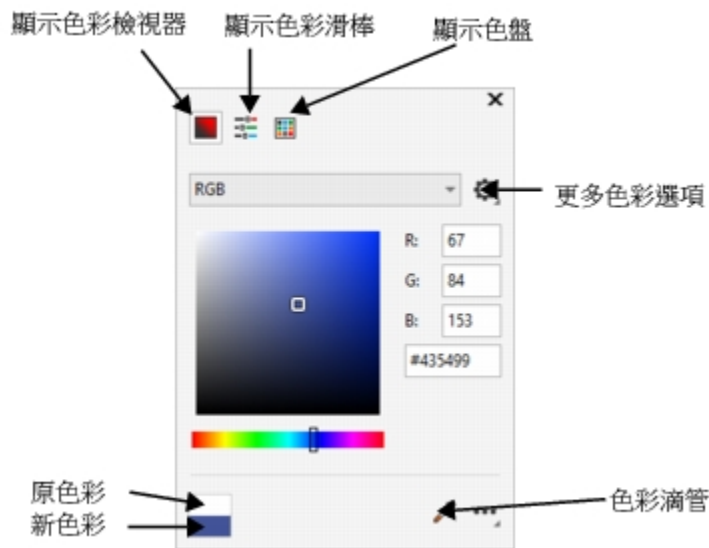 顯示色彩檢視器
顯示色彩滑棒
顯示色盤
RGB
更多色彩選項
R: 67
G: 84
B: 153
#435499
原色彩
新色彩
色彩滴管